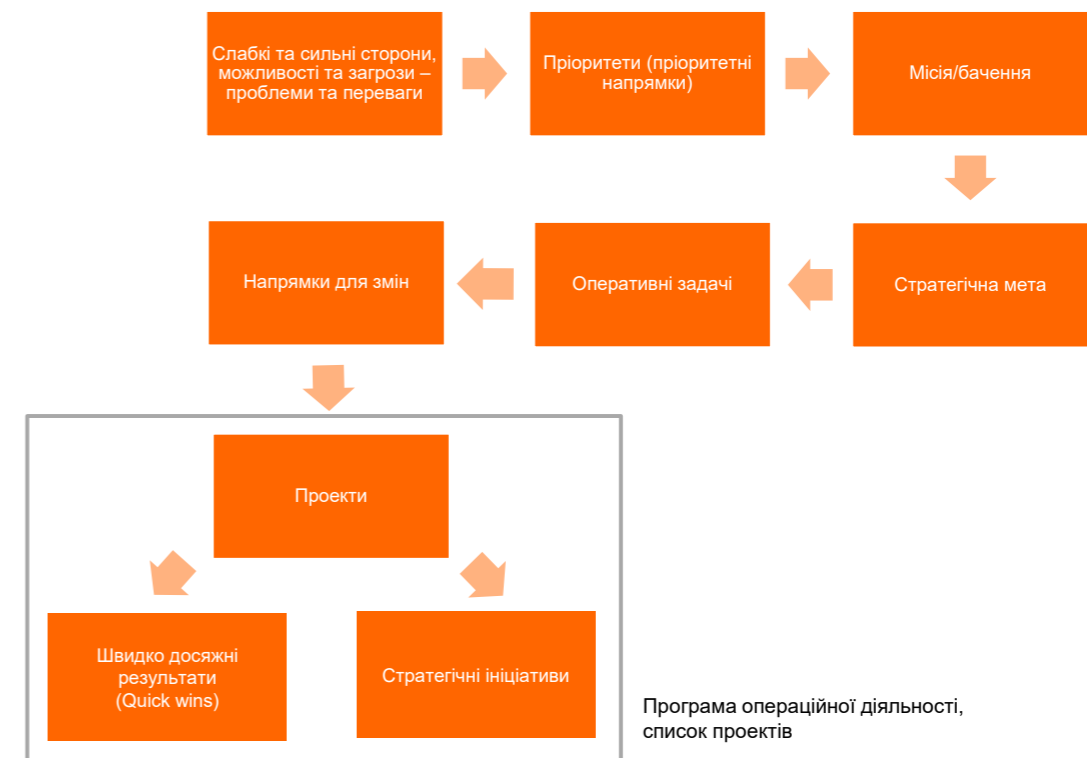 Слабкі та сильні сторони,
можливості та загрози –
проблеми та переваги
Пріоритети (пріоритетні
напрямки)
Місія/бачення
Стратегічна мета
Оперативні задачі
Напрямки для змін
Проекти
Швидко досяжні
результати
(Quick wins)
Стратегічні ініціативи
Програма операційної діяльності,
список проектів